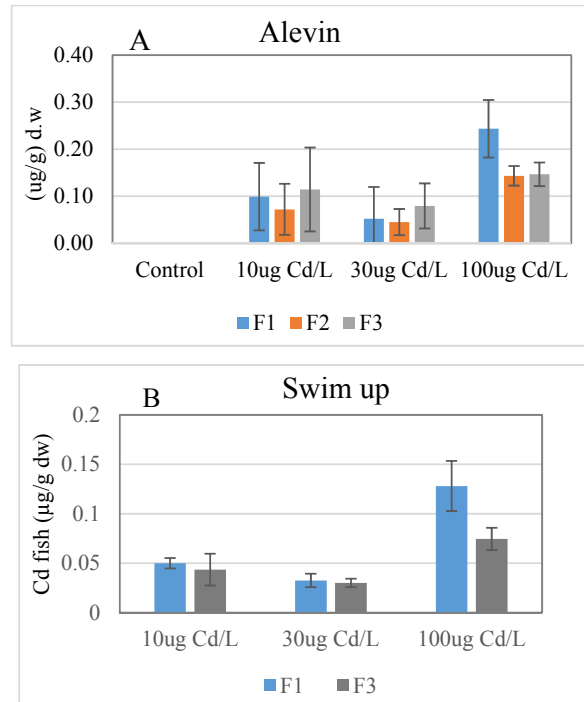 A
Alevin
(ug/g) d.w
0.40
0.30
0.20
0.10
0.00
Control 10ug Cd/L 30ug Cd/L 100ug Cd/L
F1 F2 F3
B
Swim up
Cd fish (µg/g dw)
0.2
0.15
0.1
0.05
0
10ug Cd/L 30ug Cd/L 100ug Cd/L
F1 F3